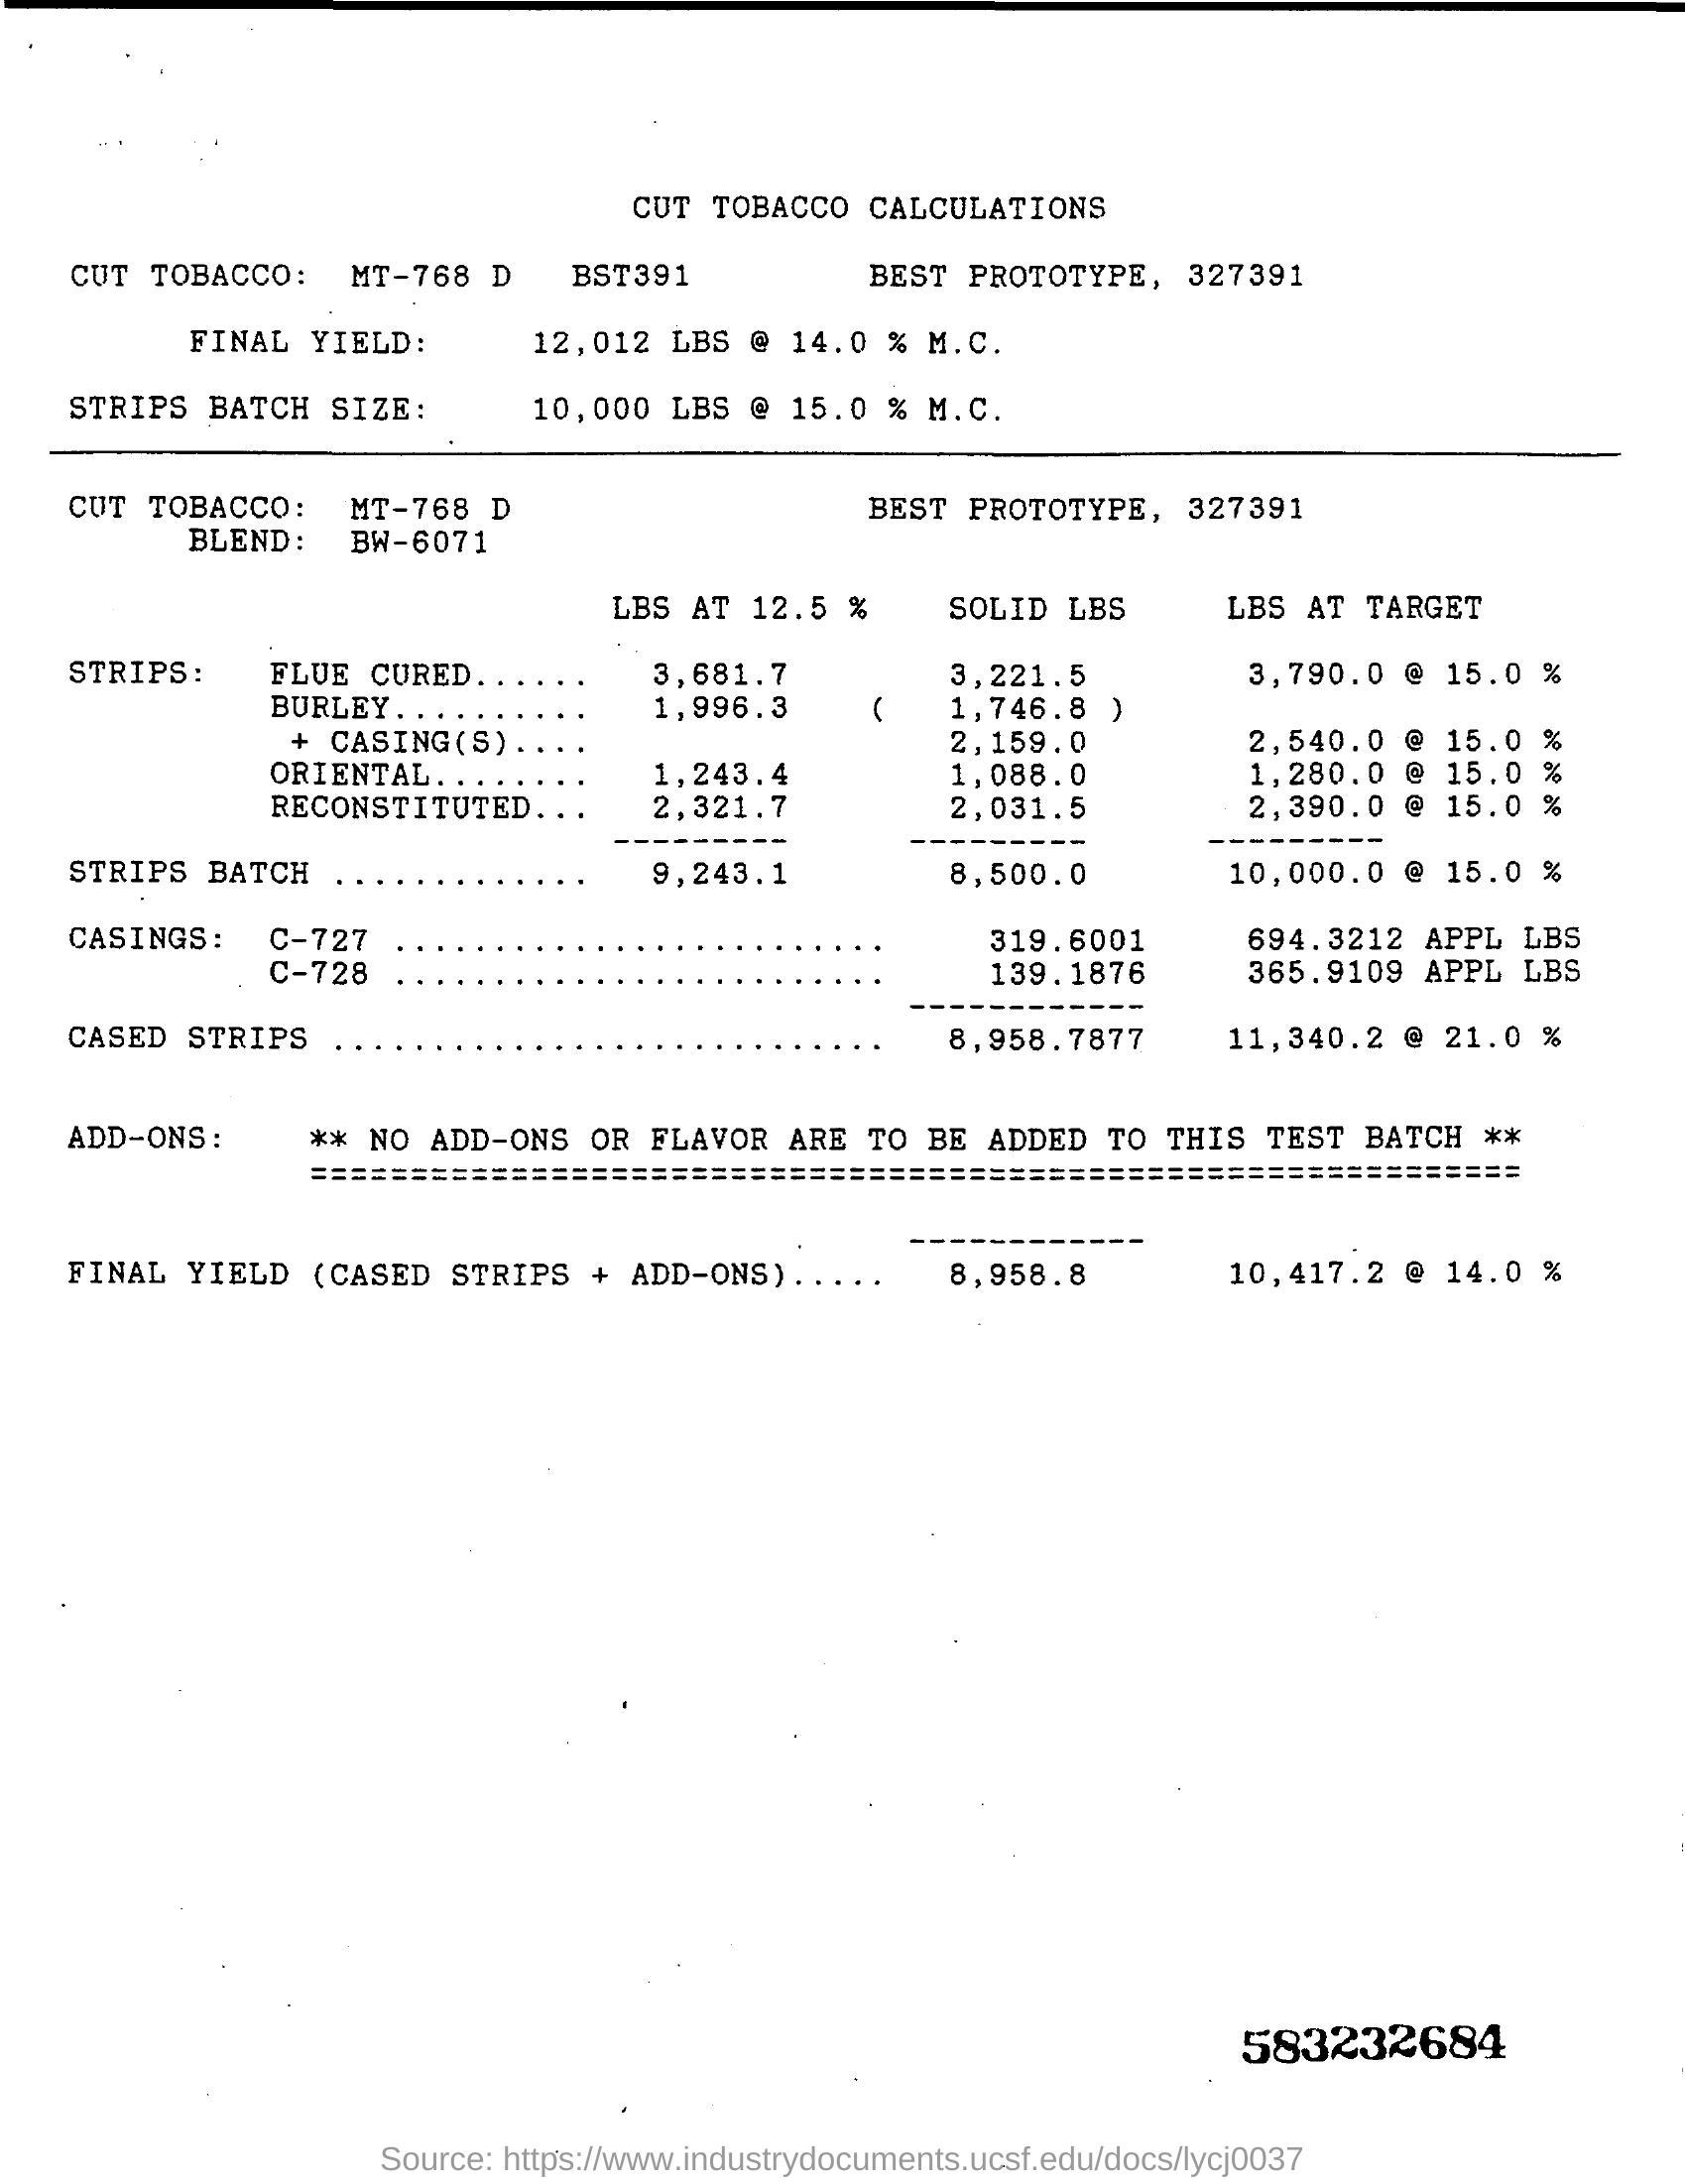 CUT TOBACCO CALCULATIONS
CUT TOBACCO: MT-768 D BST391 BEST PROTOTYPE, 327391
FINAL YIELD: 12,012 LBS @ 14.0 % M.C.
STRIPS BATCH SIZE: 10,000 LBS @ 15.0 % M.C.
CUT TOBACCO: MT-768 D BEST PROTOTYPE, 327391
BLEND: BW-6071
LBS AT 12.5 % SOLID LBS LBS AT TARGET
STRIPS: FLUE CURED...... 3,681.7 3,221.5 3,790.0 @ 15.0 %
BURLEY.......... 1,996.3 ( 1,746.8 )
+ CASING(S).... 2,159.0 2,540.0 @ 15.0 %
ORIENTAL........ 1,243.4 1,088.0 1,280.0 @ 15.0 %
RECONSTITUTED... 2,321.7 2,031.5 2,390.0 @ 15.0 %
STRIPS BATCH ............. 9,243.1 8,500.0 10,000.0 @ 15.0 %
CASINGS: C-727 ......................... 319.6001 694.3212 APPL LBS
C-728 ......................... 139.1876 365.9109 APPL LBS
CASED STRIPS ............................ 8,958.7877 11,340.2 @ 21.0 %
ADD-ONS: ** NO ADD-ONS OR FLAVOR ARE TO BE ADDED TO THIS TEST BATCH **
FINAL YIELD (CASED STRIPS + ADD-ONS)..... 8,958.8 10,417.2 @ 14.0 %
583232684
Source: https://www.industrydocuments.ucsf.edu/docs/lycj0037